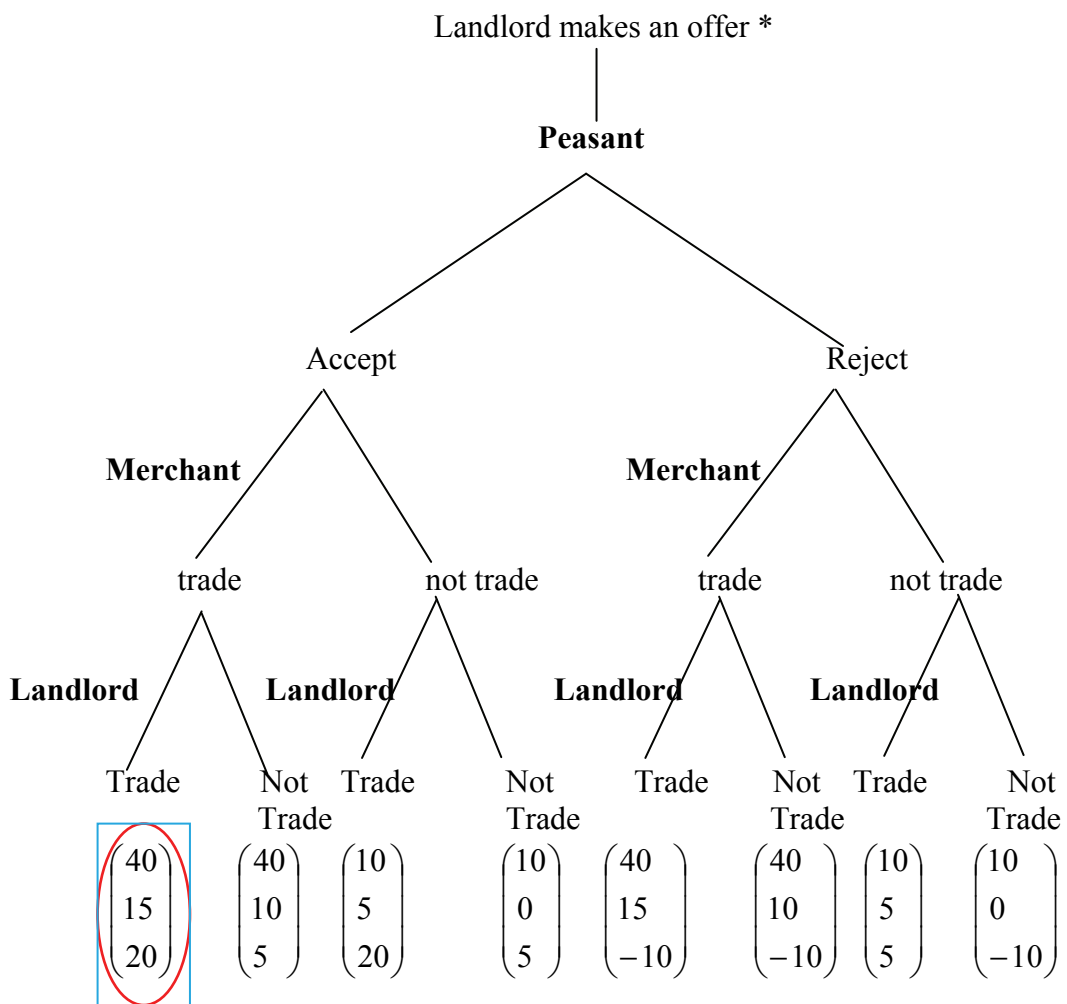 Landlord makes an offer *
Peasant
Accept Reject
Merchant Merchant
trade not trade trade not trade
Landlord Landlord Landlord Landlord
Trade Not Trade Not Trade Not Trade Not
Trade Trade Trade Trade
40 40 10 10 40 40 10 10
15 10 5 0 15 10 5 0
20 5 20 5 −10 −10 5 −10